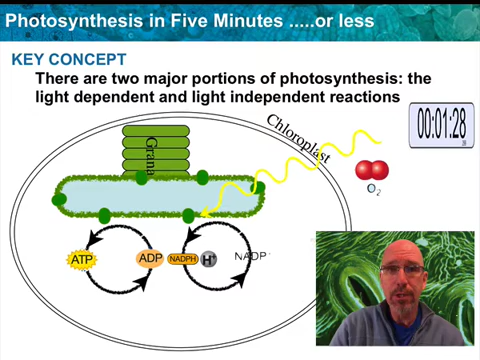 Photosynthesis in Five Minutes .....or less
KEY CONCEPT
There are two major portions of photosynthesis: the
light dependent and light independent reactions
Chloroplast
00:01:28
Grana
O2
ATP
ADP
NADPH
H+
NADP